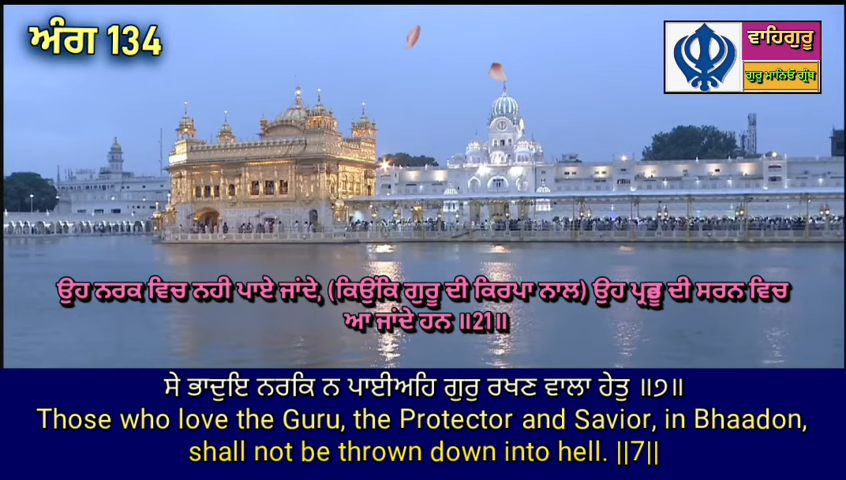 ਅੰਗ 134
ਵਾਹਿਗੁਰੂ
ਗੁਰੂ ਮਾਨਿਓ ਗ੍ਰੰਥ
ਉਹ ਨਰਕ ਵਿਚ ਨਹੀ ਪਾਏ ਜਾਂਦੇ, (ਕਿਉਂਕਿ ਗੁਰੂ ਦੀ ਕਿਰਪਾ ਨਾਲ) ਉਹ ਪ੍ਰਭੂ ਦੀ ਸਰਨ ਵਿਚ
ਆ ਜਾਂਦੇ ਹਨ ॥21॥
ਸੇ ਭਾਦੁਇ ਨਰਕਿ ਨ ਪਾਈਅਹਿ ਗੁਰੁ ਰਖਣ ਵਾਲਾ ਹੇਤੁ ॥੭॥
Those who love the Guru, the Protector and Savior, in Bhaadon,
shall not be thrown down into hell. ||7||